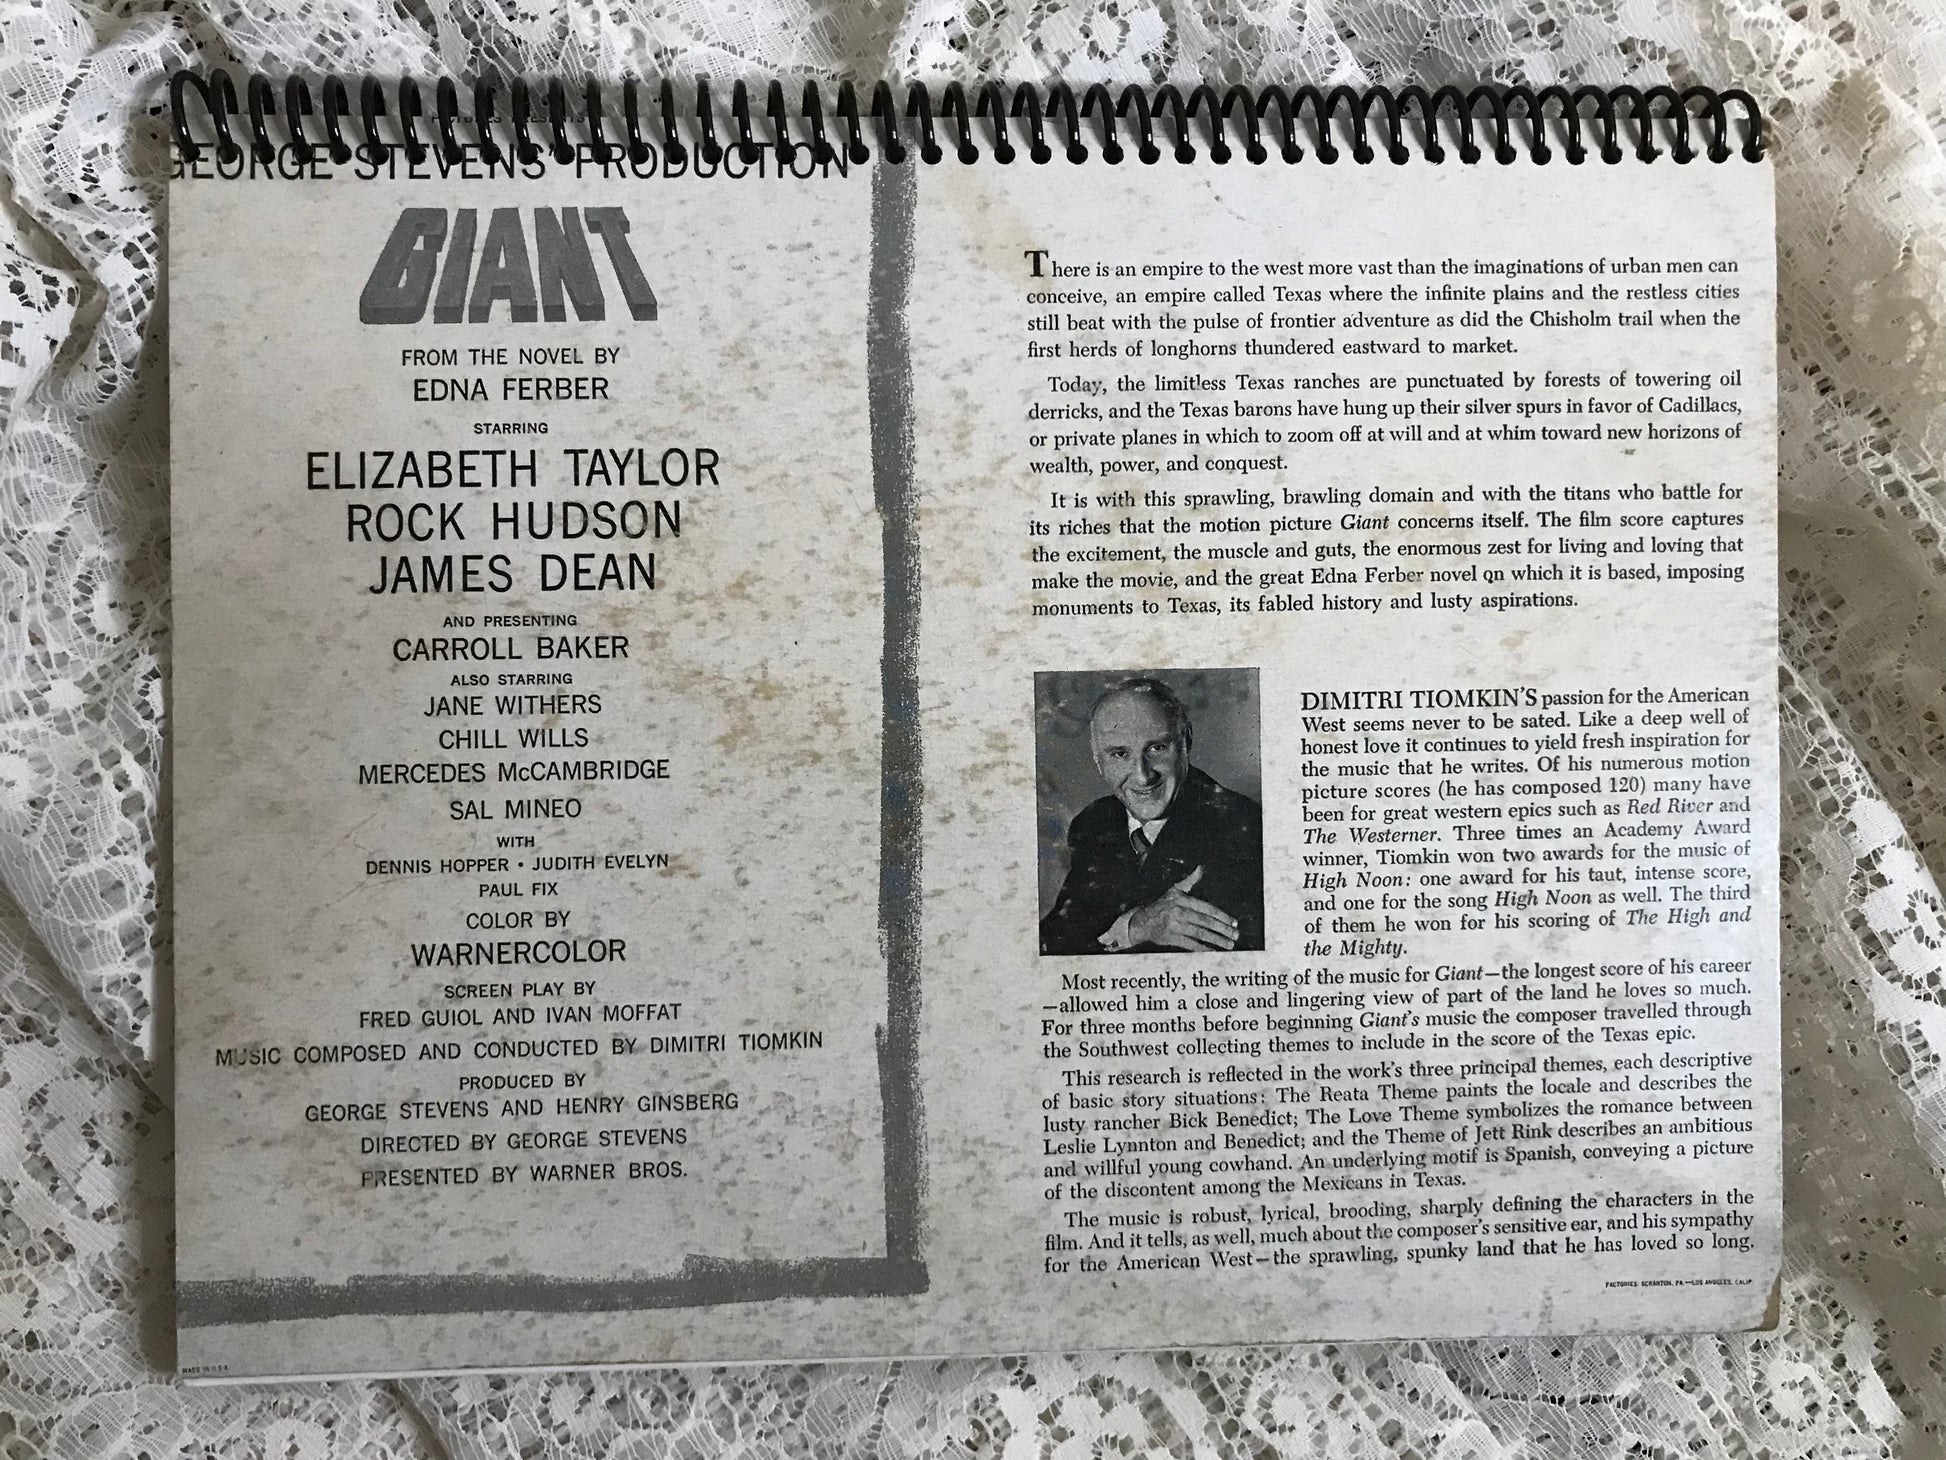 PICTURES PRESENTS
GEORGE STEVENS' PRODUCTION
GIANT
FROM THE NOVEL BY
EDNA FERBER
STARRING
ELIZABETH TAYLOR
ROCK HUDSON
JAMES DEAN
AND PRESENTING
CARROLL BAKER
ALSO STARRING
JANE WITHERS
CHILL WILLS
MERCEDES McCAMBRIDGE
SAL MINEO
WITH
DENNIS HOPPER • JUDITH EVELYN
PAUL FIX
COLOR BY
WARNERCOLOR
SCREEN PLAY BY
FRED GUIOL AND IVAN MOFFAT
MUSIC COMPOSED AND CONDUCTED BY DIMITRI TIOMKIN
PRODUCED BY
GEORGE STEVENS AND HENRY GINSBERG
DIRECTED BY GEORGE STEVENS
PRESENTED BY WARNER BROS.
MADE IN U.S.A.
There is an empire to the west more vast than the imaginations of urban men can
conceive, an empire called Texas where the infinite plains and the restless cities
still beat with the pulse of frontier adventure as did the Chisholm trail when the
first herds of longhorns thundered eastward to market.
Today, the limitless Texas ranches are punctuated by forests of towering oil
derricks, and the Texas barons have hung up their silver spurs in favor of Cadillacs,
or private planes in which to zoom off at will and at whim toward new horizons of
wealth, power, and conquest.
It is with this sprawling, brawling domain and with the titans who battle for
its riches that the motion picture Giant concerns itself. The film score captures
the excitement, the muscle and guts, the enormous zest for living and loving that
make the movie, and the great Edna Ferber novel on which it is based, imposing
monuments to Texas, its fabled history and lusty aspirations.
DIMITRI TIOMKIN'S passion for the American
West seems never to be sated. Like a deep well of
honest love it continues to yield fresh inspiration for
the music that he writes. Of his numerous motion
picture scores (he has composed 120) many have
been for great western epics such as Red River and
The Westerner. Three times an Academy Award
winner, Tiomkin won two awards for the music of
High Noon: one award for his taut, intense score,
and one for the song High Noon as well. The third
of them he won for his scoring of The High and
the Mighty.
Most recently, the writing of the music for Giant—the longest score of his career
—allowed him a close and lingering view of part of the land he loves so much.
For three months before beginning Giant's music the composer travelled through
the Southwest collecting themes to include in the score of the Texas epic.
This research is reflected in the work's three principal themes, each descriptive
of basic story situations: The Reata Theme paints the locale and describes the
lusty rancher Bick Benedict; The Love Theme symbolizes the romance between
Leslie Lynnton and Benedict; and the Theme of Jett Rink describes an ambitious
and willful young cowhand. An underlying motif is Spanish, conveying a picture
of the discontent among the Mexicans in Texas.
The music is robust, lyrical, brooding, sharply defining the characters in the
film. And it tells, as well, much about the composer's sensitive ear, and his sympathy
for the American West—the sprawling, spunky land that he has loved so long.
FACTORIES: SCRANTON, PA.—LOS ANGELES, CALIF.